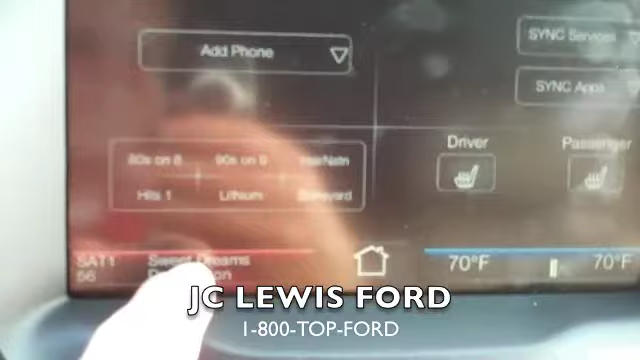 Add Phone
SYNC Services
SYNC Apps
Driver
Passenger
80s on 8
90s on 9
Hits 1
Lithium
SAT1
Sweet Dreams
56
70°F
70°F
JC LEWIS FORD
1-800-TOP-FORD